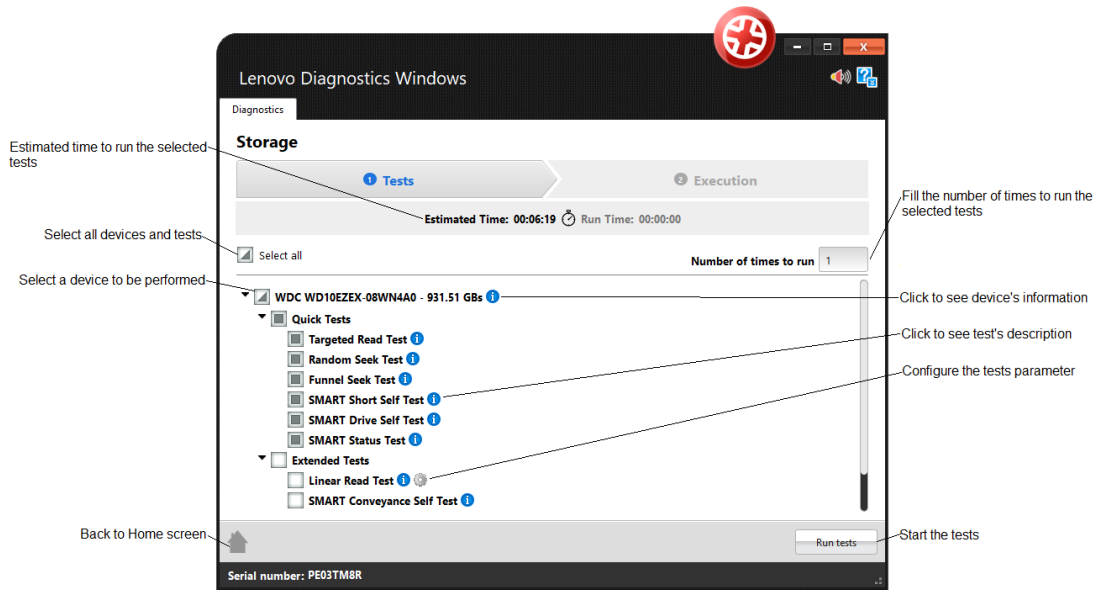 Lenovo Diagnostics Windows
Diagnostics
Storage
Estimated time to run the selected
tests
1 Tests
2 Execution
Fill the number of times to run the
selected tests
Estimated Time: 00:06:19 Run Time: 00:00:00
Select all devices and tests
Select all
Number of times to run 1
Select a device to be performed
WDC WD10EZEX-08WN4A0 - 931.51 GBs
Click to see device's information
Quick Tests
Click to see test's description
Targeted Read Test
Random Seek Test
Configure the tests parameter
Funnel Seek Test
SMART Short Self Test
SMART Drive Self Test
SMART Status Test
Extended Tests
Linear Read Test
SMART Conveyance Self Test
Back to Home screen
Run tests
Start the tests
Serial number: PE03TM8R